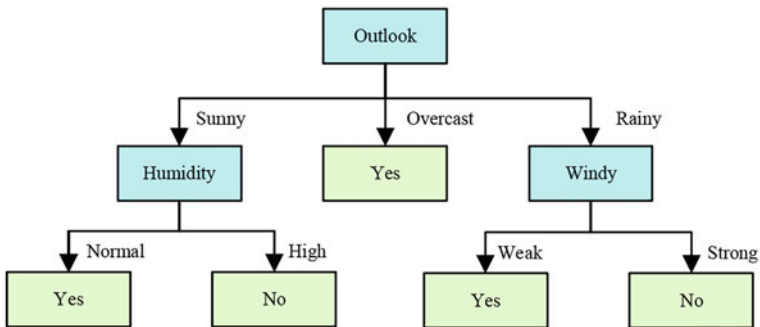 Outlook
Sunny
Overcast
Rainy
Humidity
Yes
Windy
Normal
High
Weak
Strong
Yes
No
Yes
No